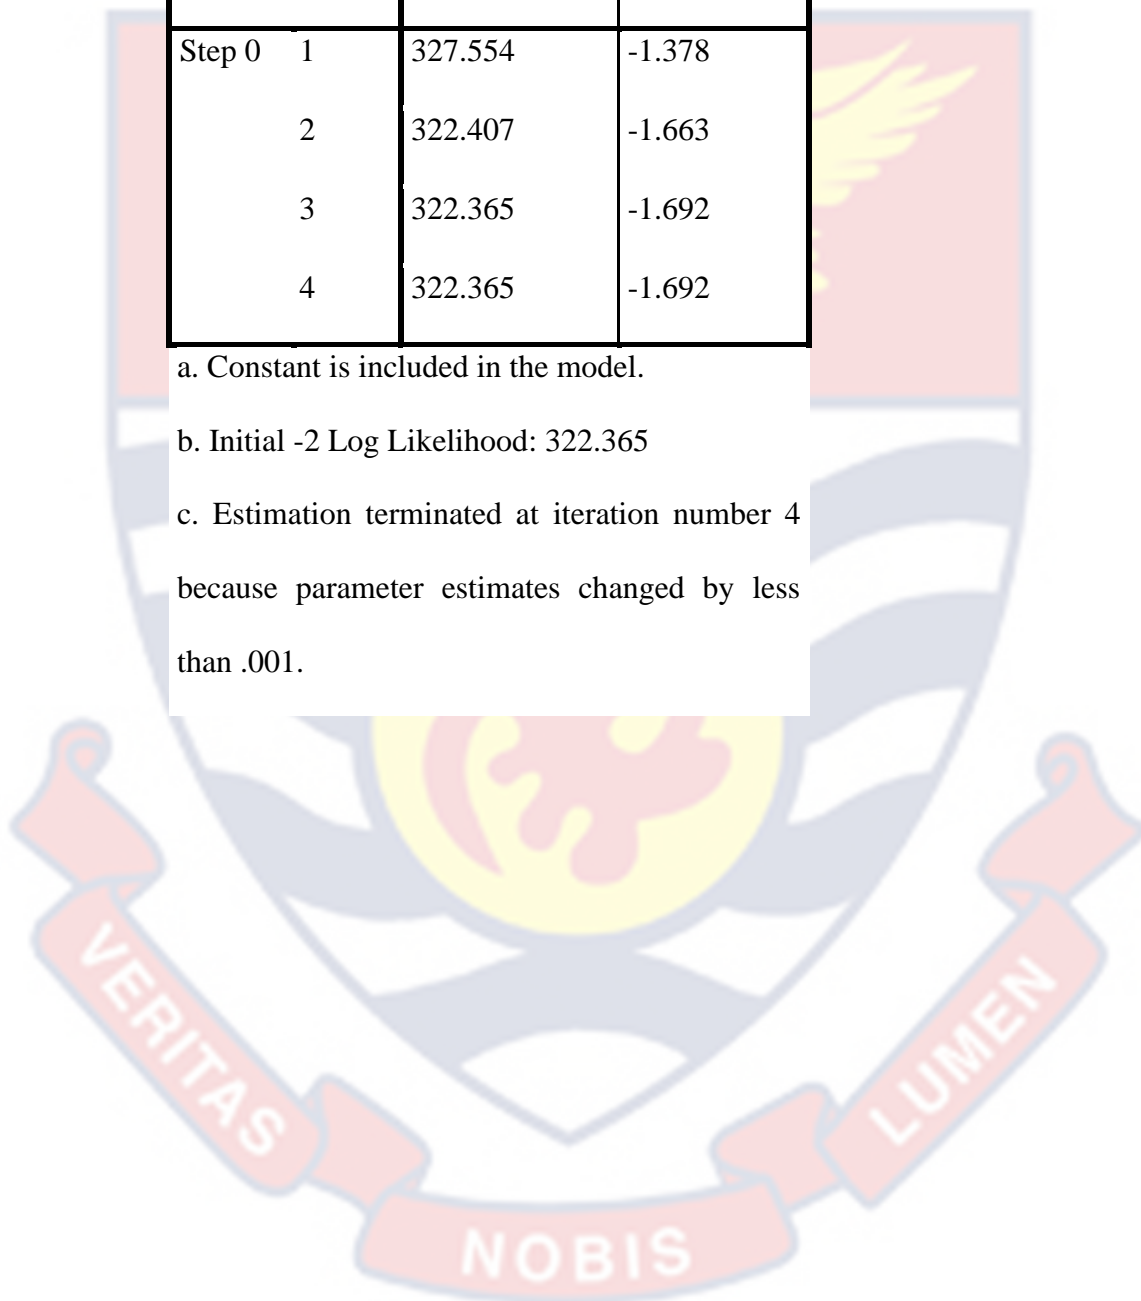 Step 0 1 327.554 -1.378
2 322.407 -1.663
3 322.365 -1.692
4 322.365 -1.692
a. Constant is included in the model.
b. Initial -2 Log Likelihood: 322.365
c. Estimation terminated at iteration number 4
because parameter estimates changed by less
than .001.
VERITAS
NOBIS
LUMEN